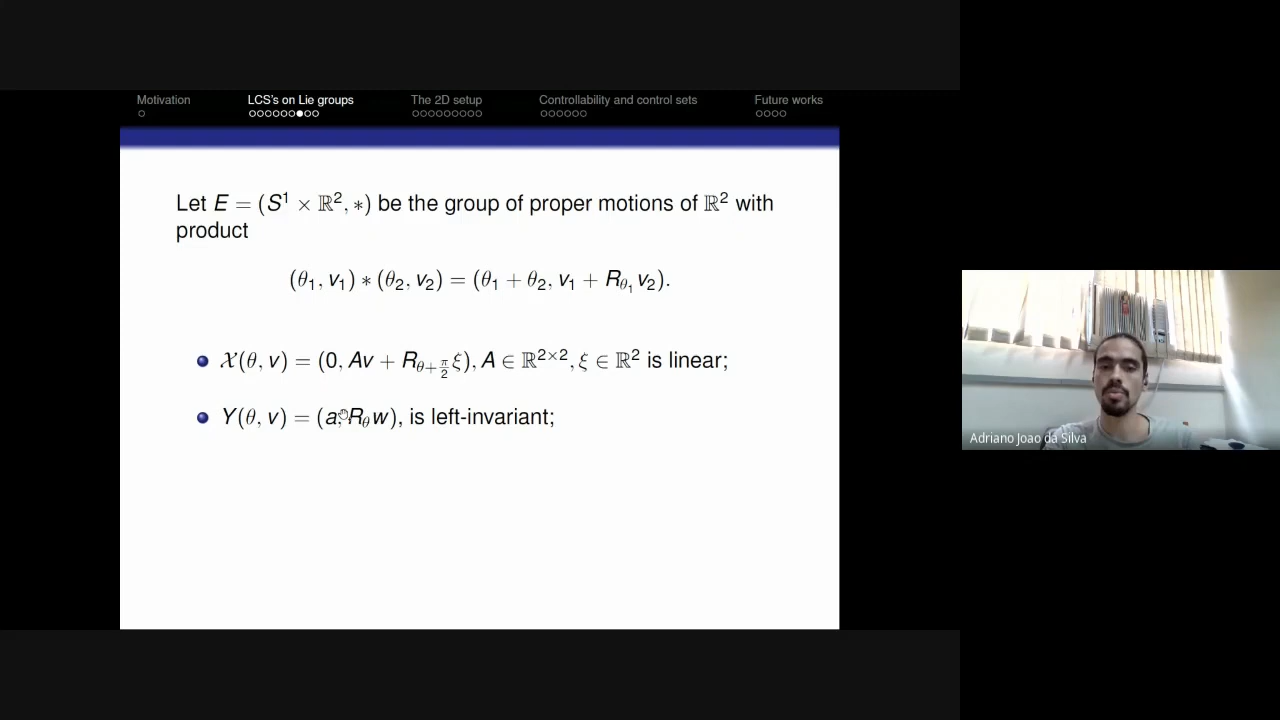 Motivation LCS's on Lie groups The 2D setup Controllability and control sets Future works
Let E = (S¹ × ℝ², ∗) be the group of proper motions of ℝ² with
product
(θ₁, v₁) ∗ (θ₂, v₂) = (θ₁ + θ₂, v₁ + R_{θ₁} v₂).
𝒳(θ, v) = (0, Av + R_{θ+π/2} ξ), A ∈ ℝ^{2×2}, ξ ∈ ℝ² is linear;
Y(θ, v) = (a, R_θ w), is left-invariant;
Adriano Joao da Silva